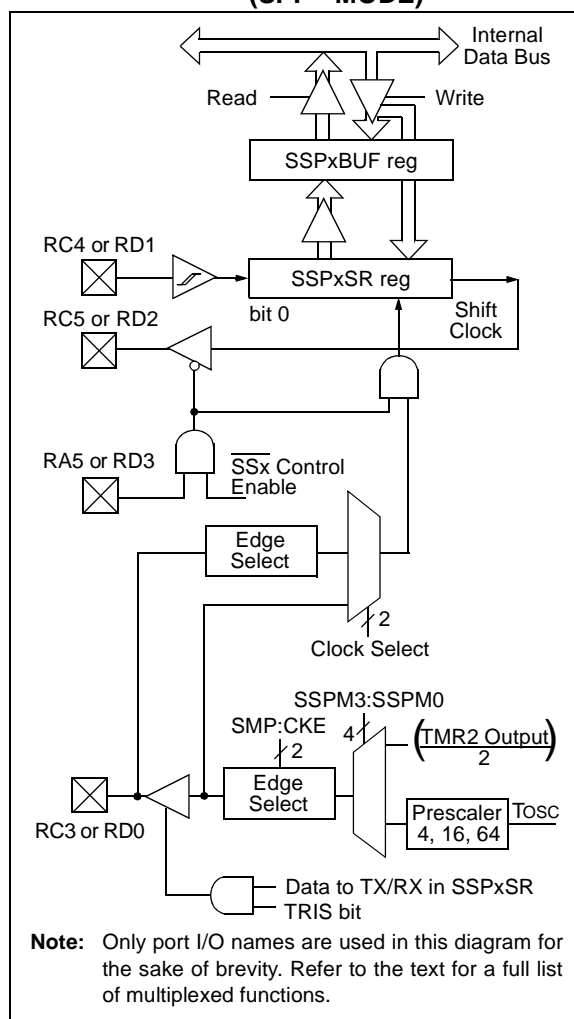 Internal
Data Bus
Read
Write
SSPxBUF reg
RC4 or RD1
SSPxSR reg
bit 0
Shift
Clock
RC5 or RD2
RA5 or RD3
SSx Control
Enable
Edge
Select
2
Clock Select
SSPM3:SSPM0
SMP:CKE
4
2
(TMR2 Output)
2
Edge
Select
RC3 or RD0
Prescaler
4, 16, 64
TOSC
Data to TX/RX in SSPxSR
TRIS bit
Note: Only port I/O names are used in this diagram for
the sake of brevity. Refer to the text for a full list
of multiplexed functions.